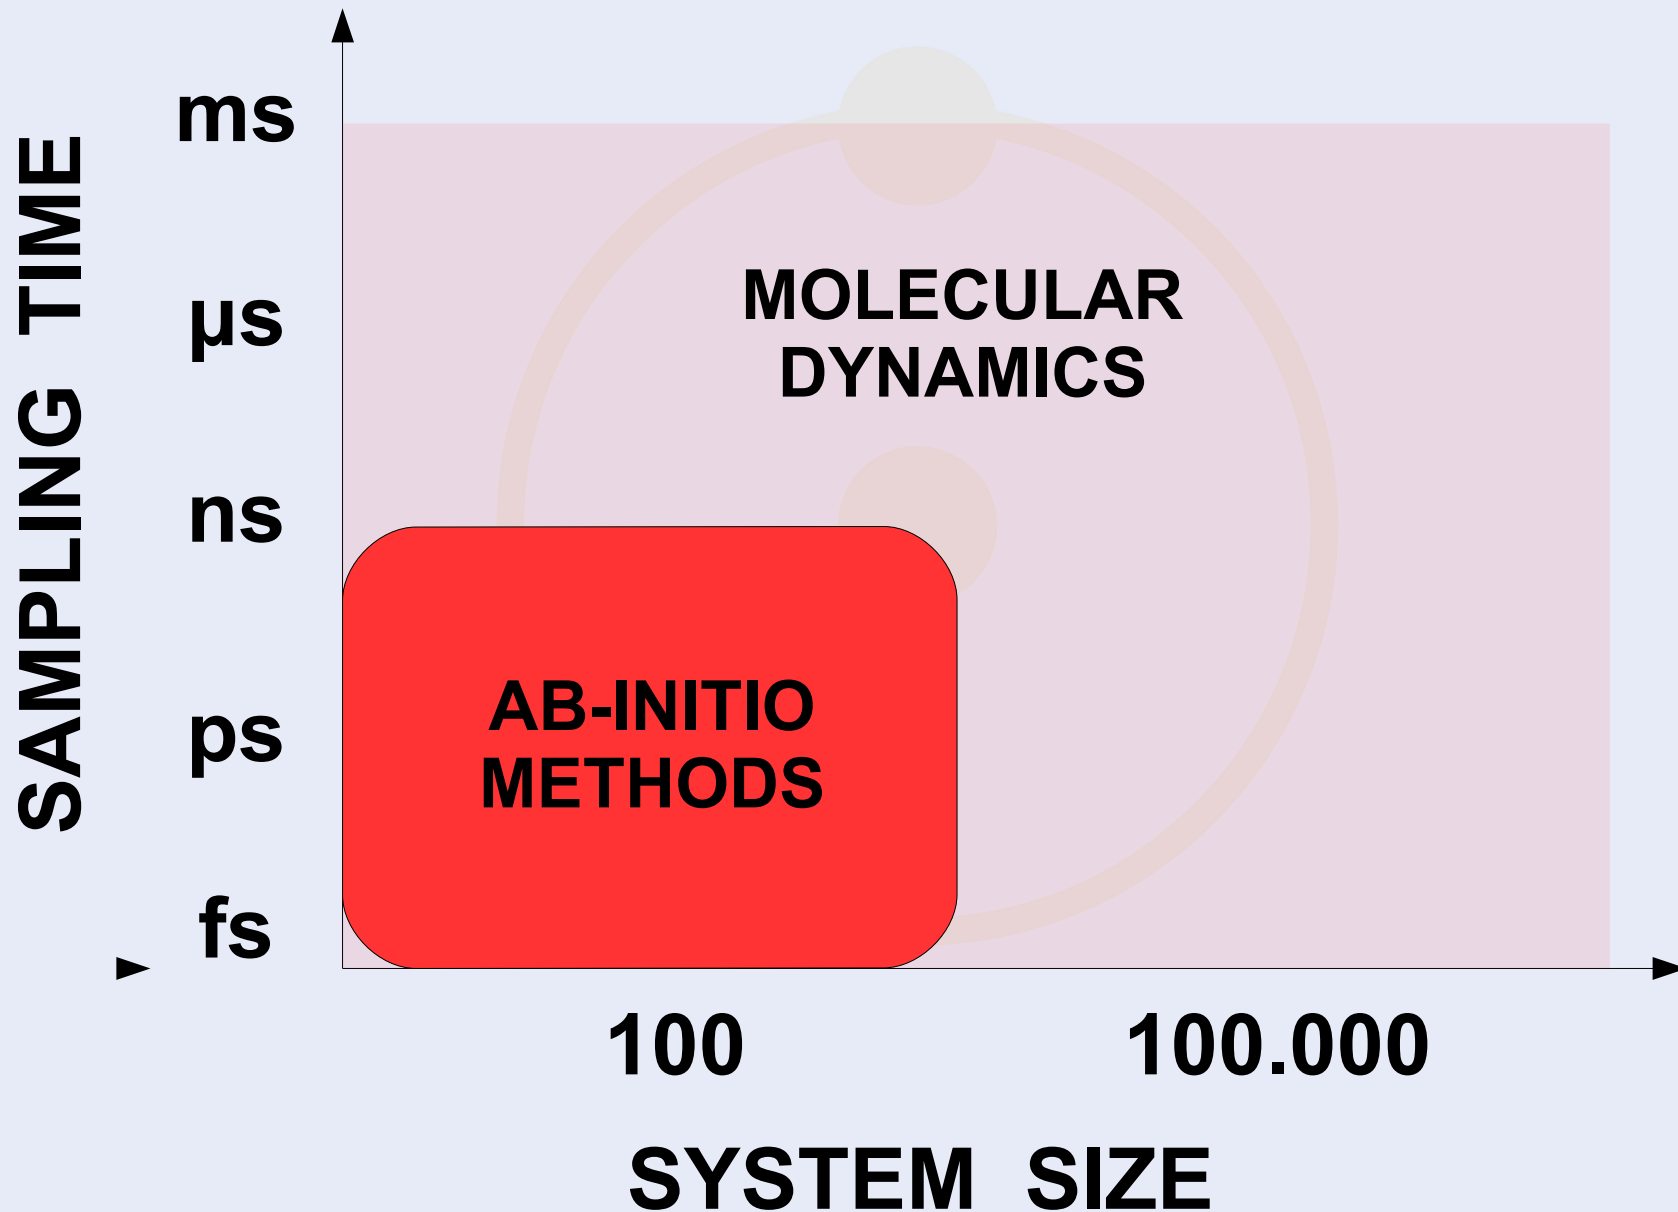 SAMPLING TIME
ms
µs
ns
ps
fs
MOLECULAR
DYNAMICS
AB-INITIO
METHODS
100
100.000
SYSTEM SIZE